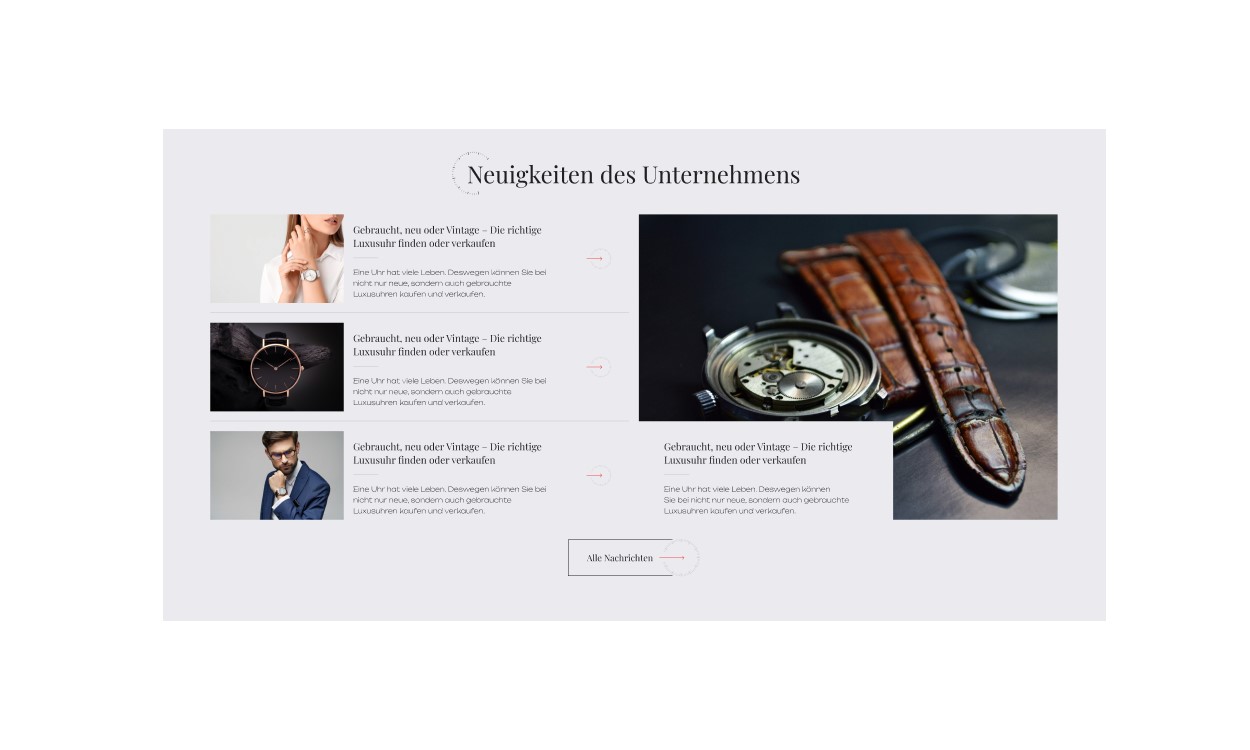 Neuigkeiten des Unternehmens
Gebraucht, neu oder Vintage – Die richtige
Luxusuhr finden oder verkaufen
Eine Uhr hat viele Leben. Deswegen können Sie bei
nicht nur neue, sondern auch gebrauchte
Luxusuhren kaufen und verkaufen.
Gebraucht, neu oder Vintage – Die richtige
Luxusuhr finden oder verkaufen
Eine Uhr hat viele Leben. Deswegen können Sie bei
nicht nur neue, sondern auch gebrauchte
Luxusuhren kaufen und verkaufen.
Gebraucht, neu oder Vintage – Die richtige
Luxusuhr finden oder verkaufen
Eine Uhr hat viele Leben. Deswegen können Sie bei
nicht nur neue, sondern auch gebrauchte
Luxusuhren kaufen und verkaufen.
Gebraucht, neu oder Vintage – Die richtige
Luxusuhr finden oder verkaufen
Eine Uhr hat viele Leben. Deswegen können
Sie bei nicht nur neue, sondern auch gebrauchte
Luxusuhren kaufen und verkaufen.
Alle Nachrichten